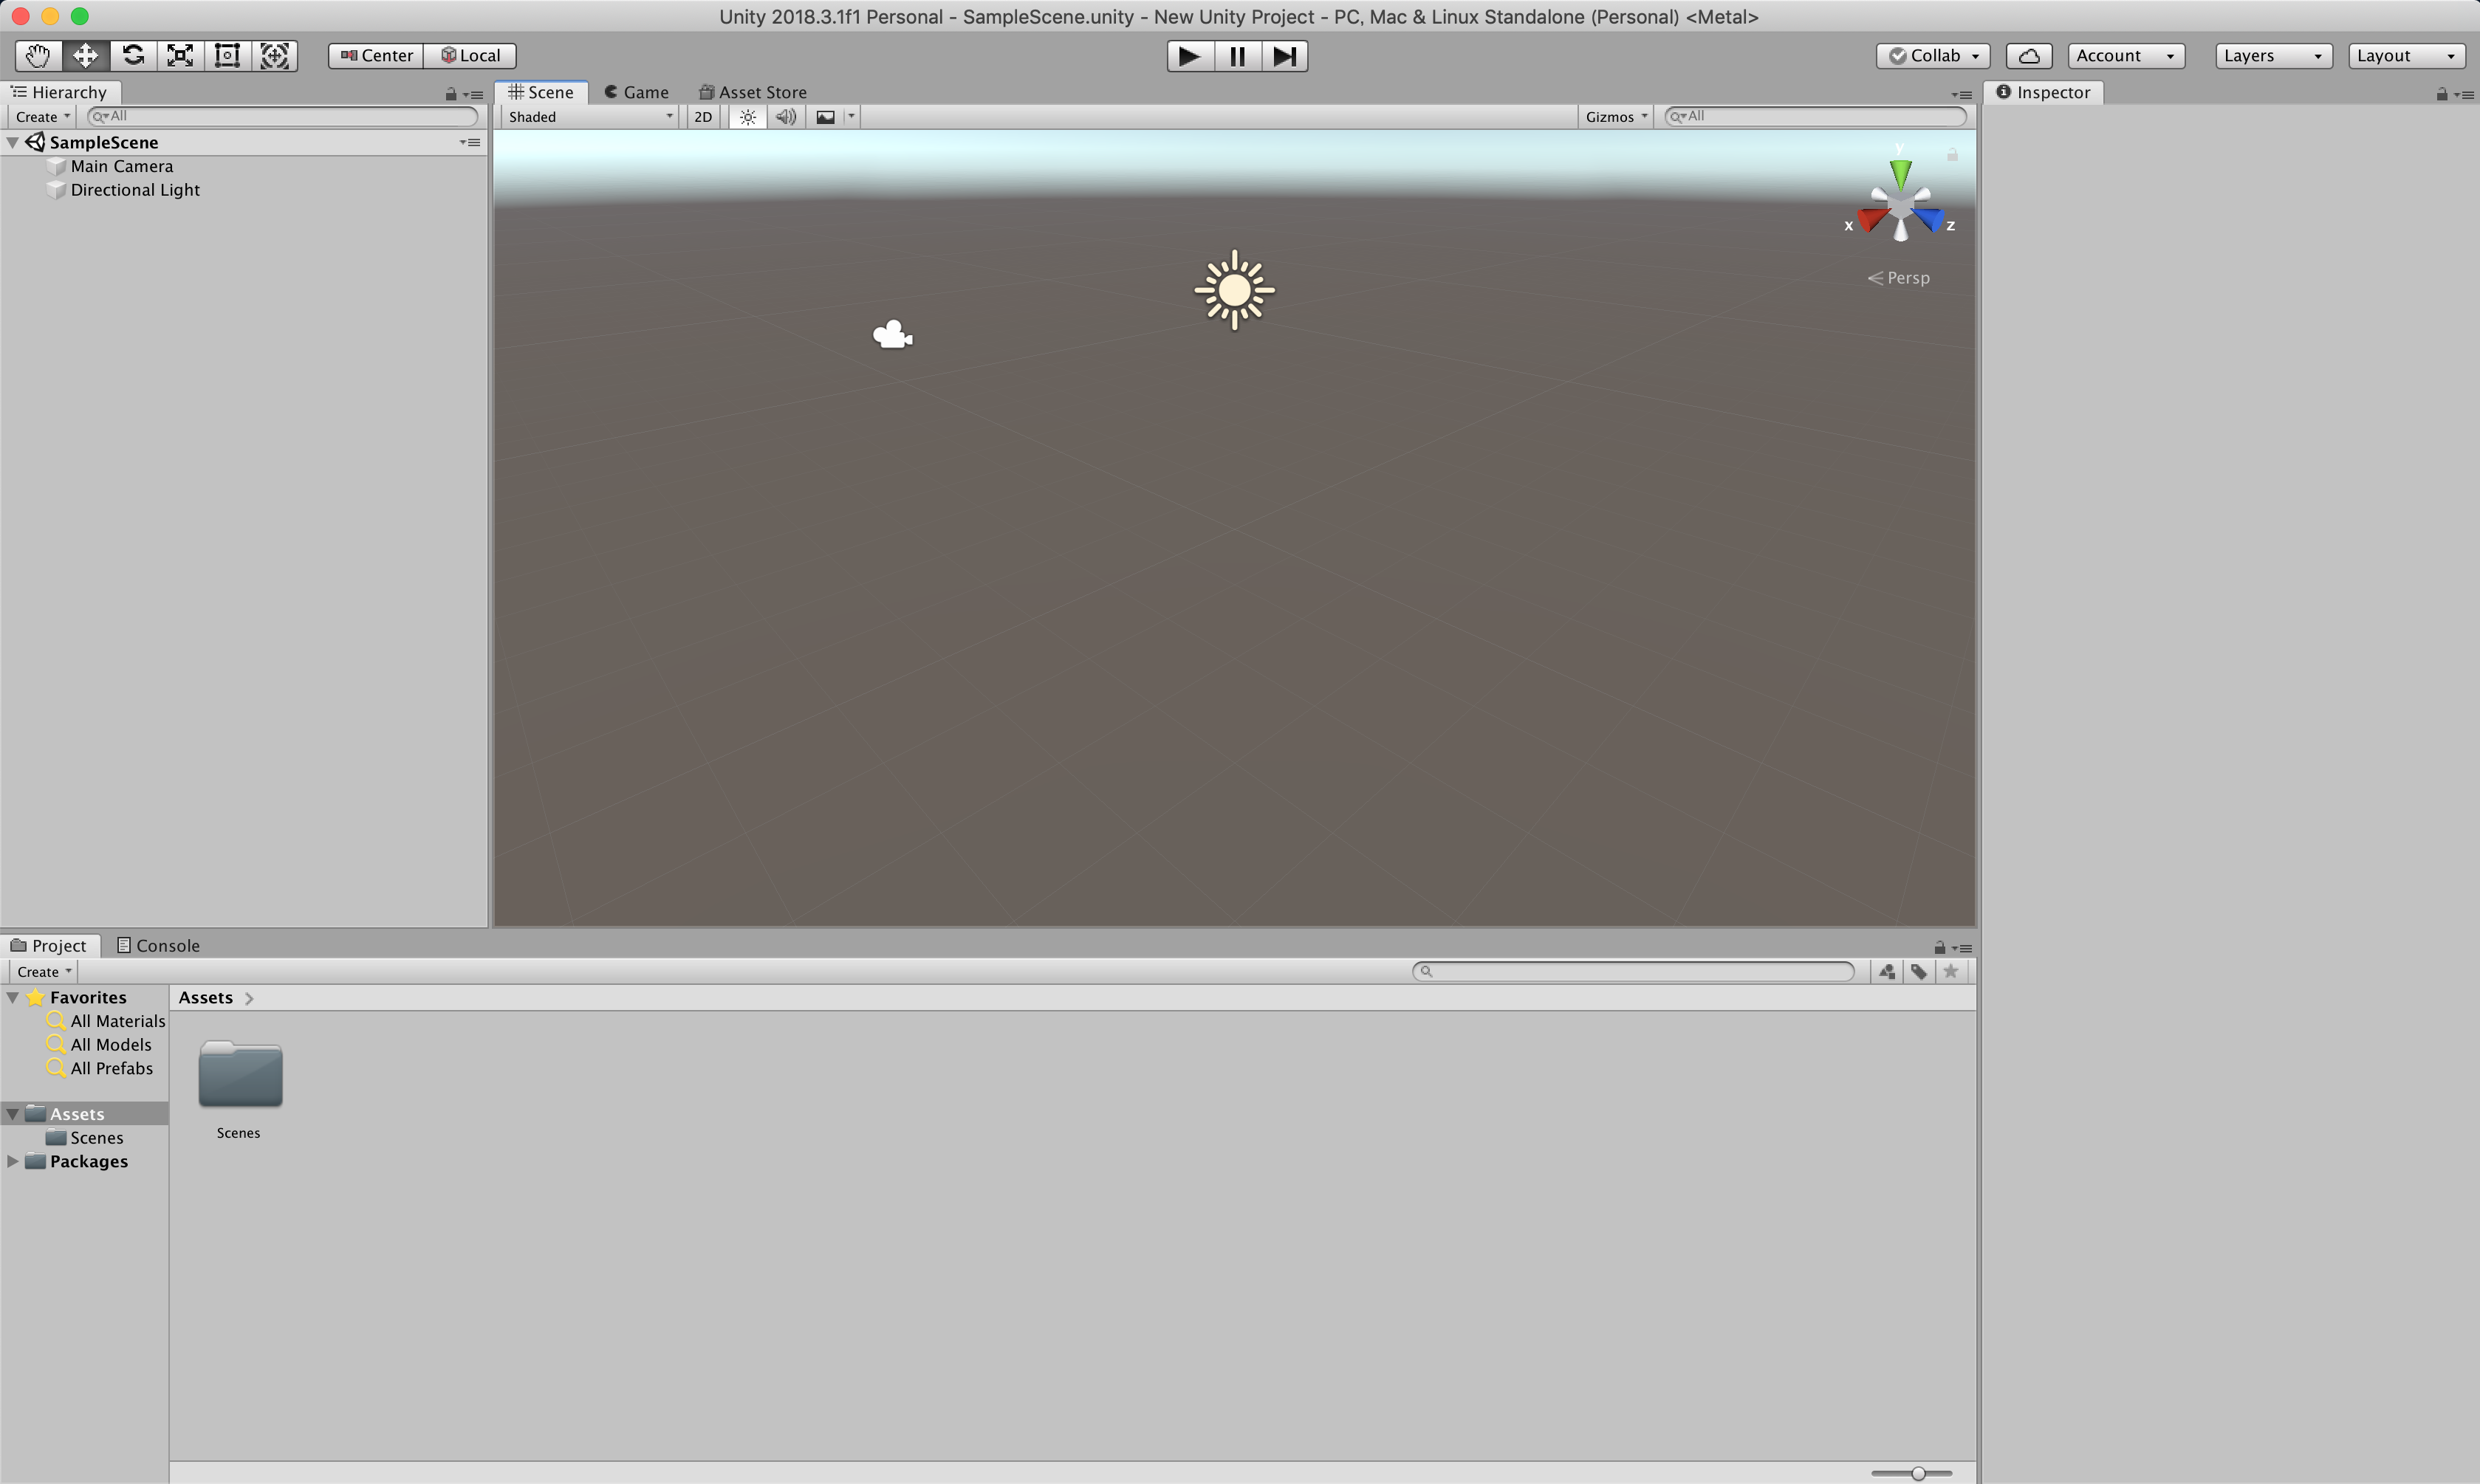 Unity 2018.3.1f1 Personal - SampleScene.unity - New Unity Project - PC, Mac & Linux Standalone (Personal) <Metal>
Center Local Collab Account Layers Layout
Hierarchy Scene Game Asset Store Inspector
Create All Shaded 2D Gizmos All
SampleScene
Main Camera
Directional Light
y
x z
Persp
Project Console
Create
Favorites Assets
All Materials
All Models
All Prefabs
Assets
Scenes Scenes
Packages